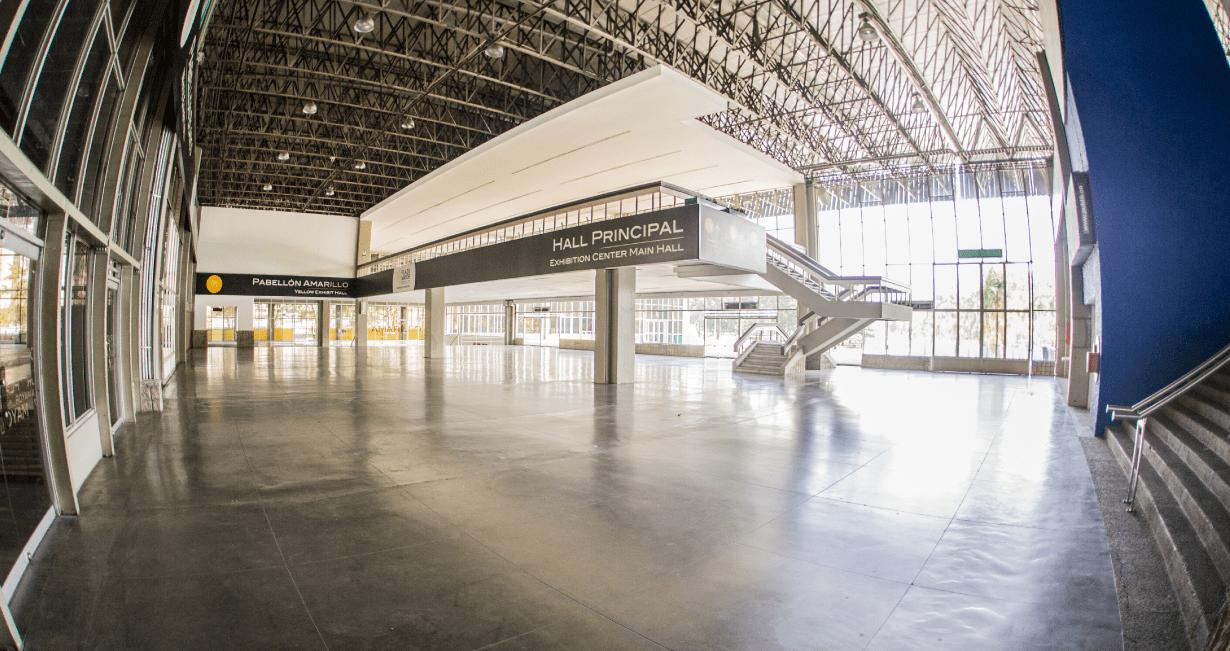 HALL PRINCIPAL
EXHIBITION CENTER MAIN HALL
PABELLÓN AMARILLO
YELLOW EXHIBIT HALL